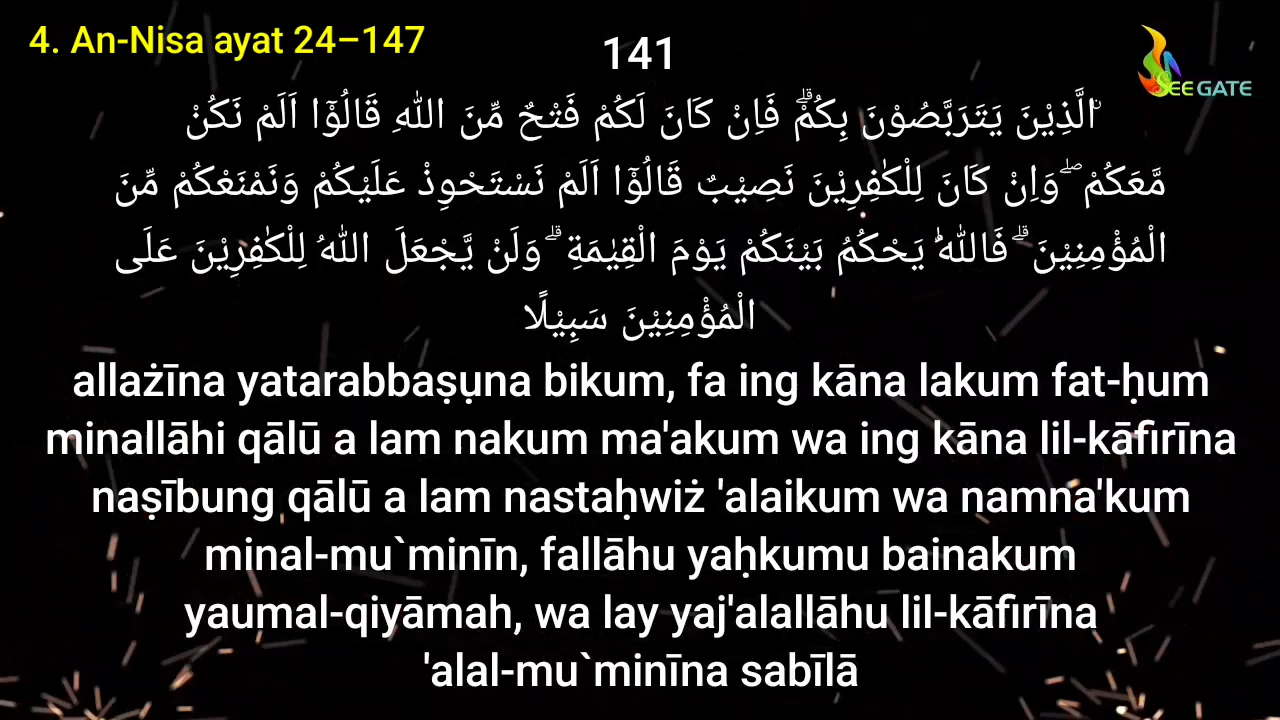 4. An-Nisa ayat 24–147
141
SEEGATE
ۨالَّذِيْنَ يَتَرَبَّصُوْنَ بِكُمْۗ فَاِنْ كَانَ لَكُمْ فَتْحٌ مِّنَ اللّٰهِ قَالُوْٓا اَلَمْ نَكُنْ
مَّعَكُمْ ۖوَاِنْ كَانَ لِلْكٰفِرِيْنَ نَصِيْبٌ قَالُوْٓا اَلَمْ نَسْتَحْوِذْ عَلَيْكُمْ وَنَمْنَعْكُمْ مِّنَ
الْمُؤْمِنِيْنَ ۗفَاللّٰهُ يَحْكُمُ بَيْنَكُمْ يَوْمَ الْقِيٰمَةِ ۗوَلَنْ يَّجْعَلَ اللّٰهُ لِلْكٰفِرِيْنَ عَلَى
الْمُؤْمِنِيْنَ سَبِيْلًا
allażīna yatarabbaṣụna bikum, fa ing kāna lakum fat-ḥum
minallāhi qālū a lam nakum ma'akum wa ing kāna lil-kāfirīna
naṣībung qālū a lam nastaḥwiż 'alaikum wa namna'kum
minal-mu`minīn, fallāhu yaḥkumu bainakum
yaumal-qiyāmah, wa lay yaj'alallāhu lil-kāfirīna
'alal-mu`minīna sabīlā